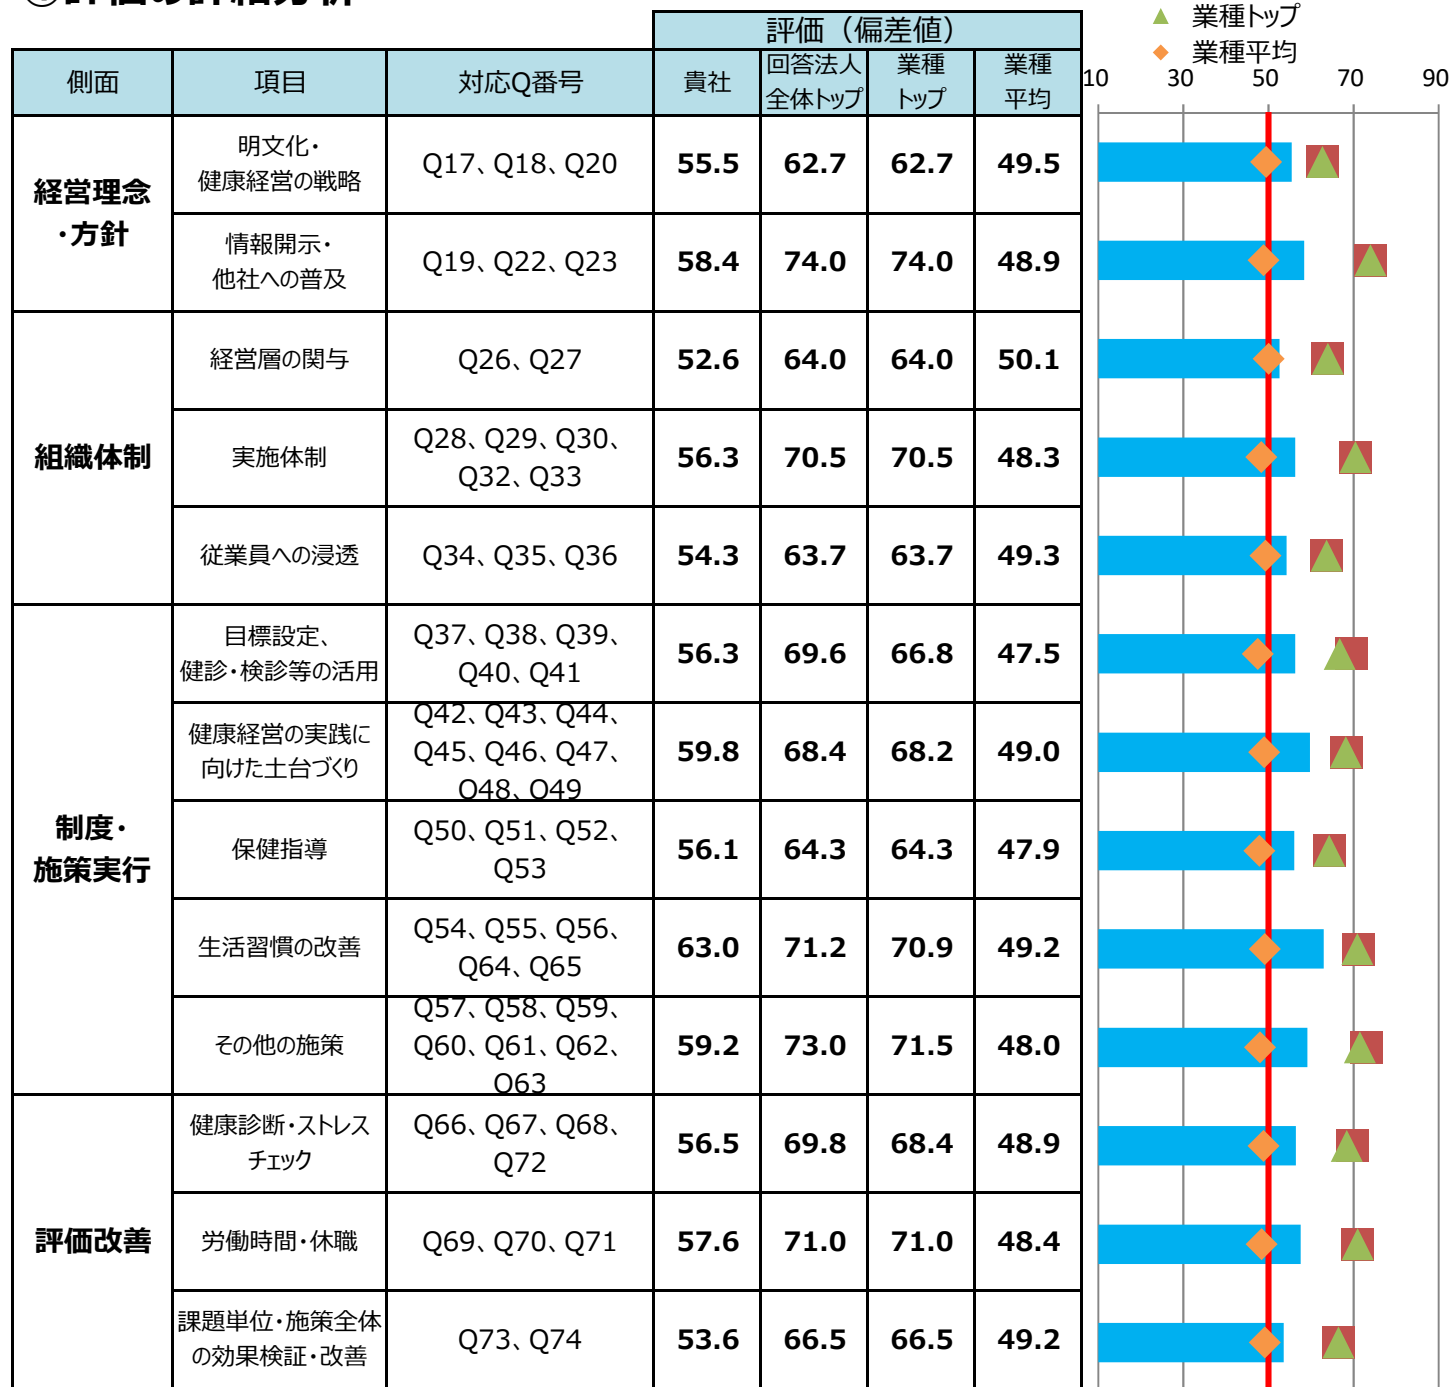 評価（偏差値）
業種トップ
業種平均
側面 項目 対応Q番号 貴社 回答法人全体トップ 業種トップ 業種平均
10 30 50 70 90
経営理念・方針
明文化・健康経営の戦略 Q17、Q18、Q20 55.5 62.7 62.7 49.5
情報開示・他社への普及 Q19、Q22、Q23 58.4 74.0 74.0 48.9
組織体制
経営層の関与 Q26、Q27 52.6 64.0 64.0 50.1
実施体制 Q28、Q29、Q30、Q32、Q33 56.3 70.5 70.5 48.3
従業員への浸透 Q34、Q35、Q36 54.3 63.7 63.7 49.3
制度・施策実行
目標設定、健診・検診等の活用 Q37、Q38、Q39、Q40、Q41 56.3 69.6 66.8 47.5
健康経営の実践に向けた土台づくり Q42、Q43、Q44、Q45、Q46、Q47、Q48、Q49 59.8 68.4 68.2 49.0
保健指導 Q50、Q51、Q52、Q53 56.1 64.3 64.3 47.9
生活習慣の改善 Q54、Q55、Q56、Q64、Q65 63.0 71.2 70.9 49.2
その他の施策 Q57、Q58、Q59、Q60、Q61、Q62、Q63 59.2 73.0 71.5 48.0
評価改善
健康診断・ストレスチェック Q66、Q67、Q68、Q72 56.5 69.8 68.4 48.9
労働時間・休職 Q69、Q70、Q71 57.6 71.0 71.0 48.4
課題単位・施策全体の効果検証・改善 Q73、Q74 53.6 66.5 66.5 49.2